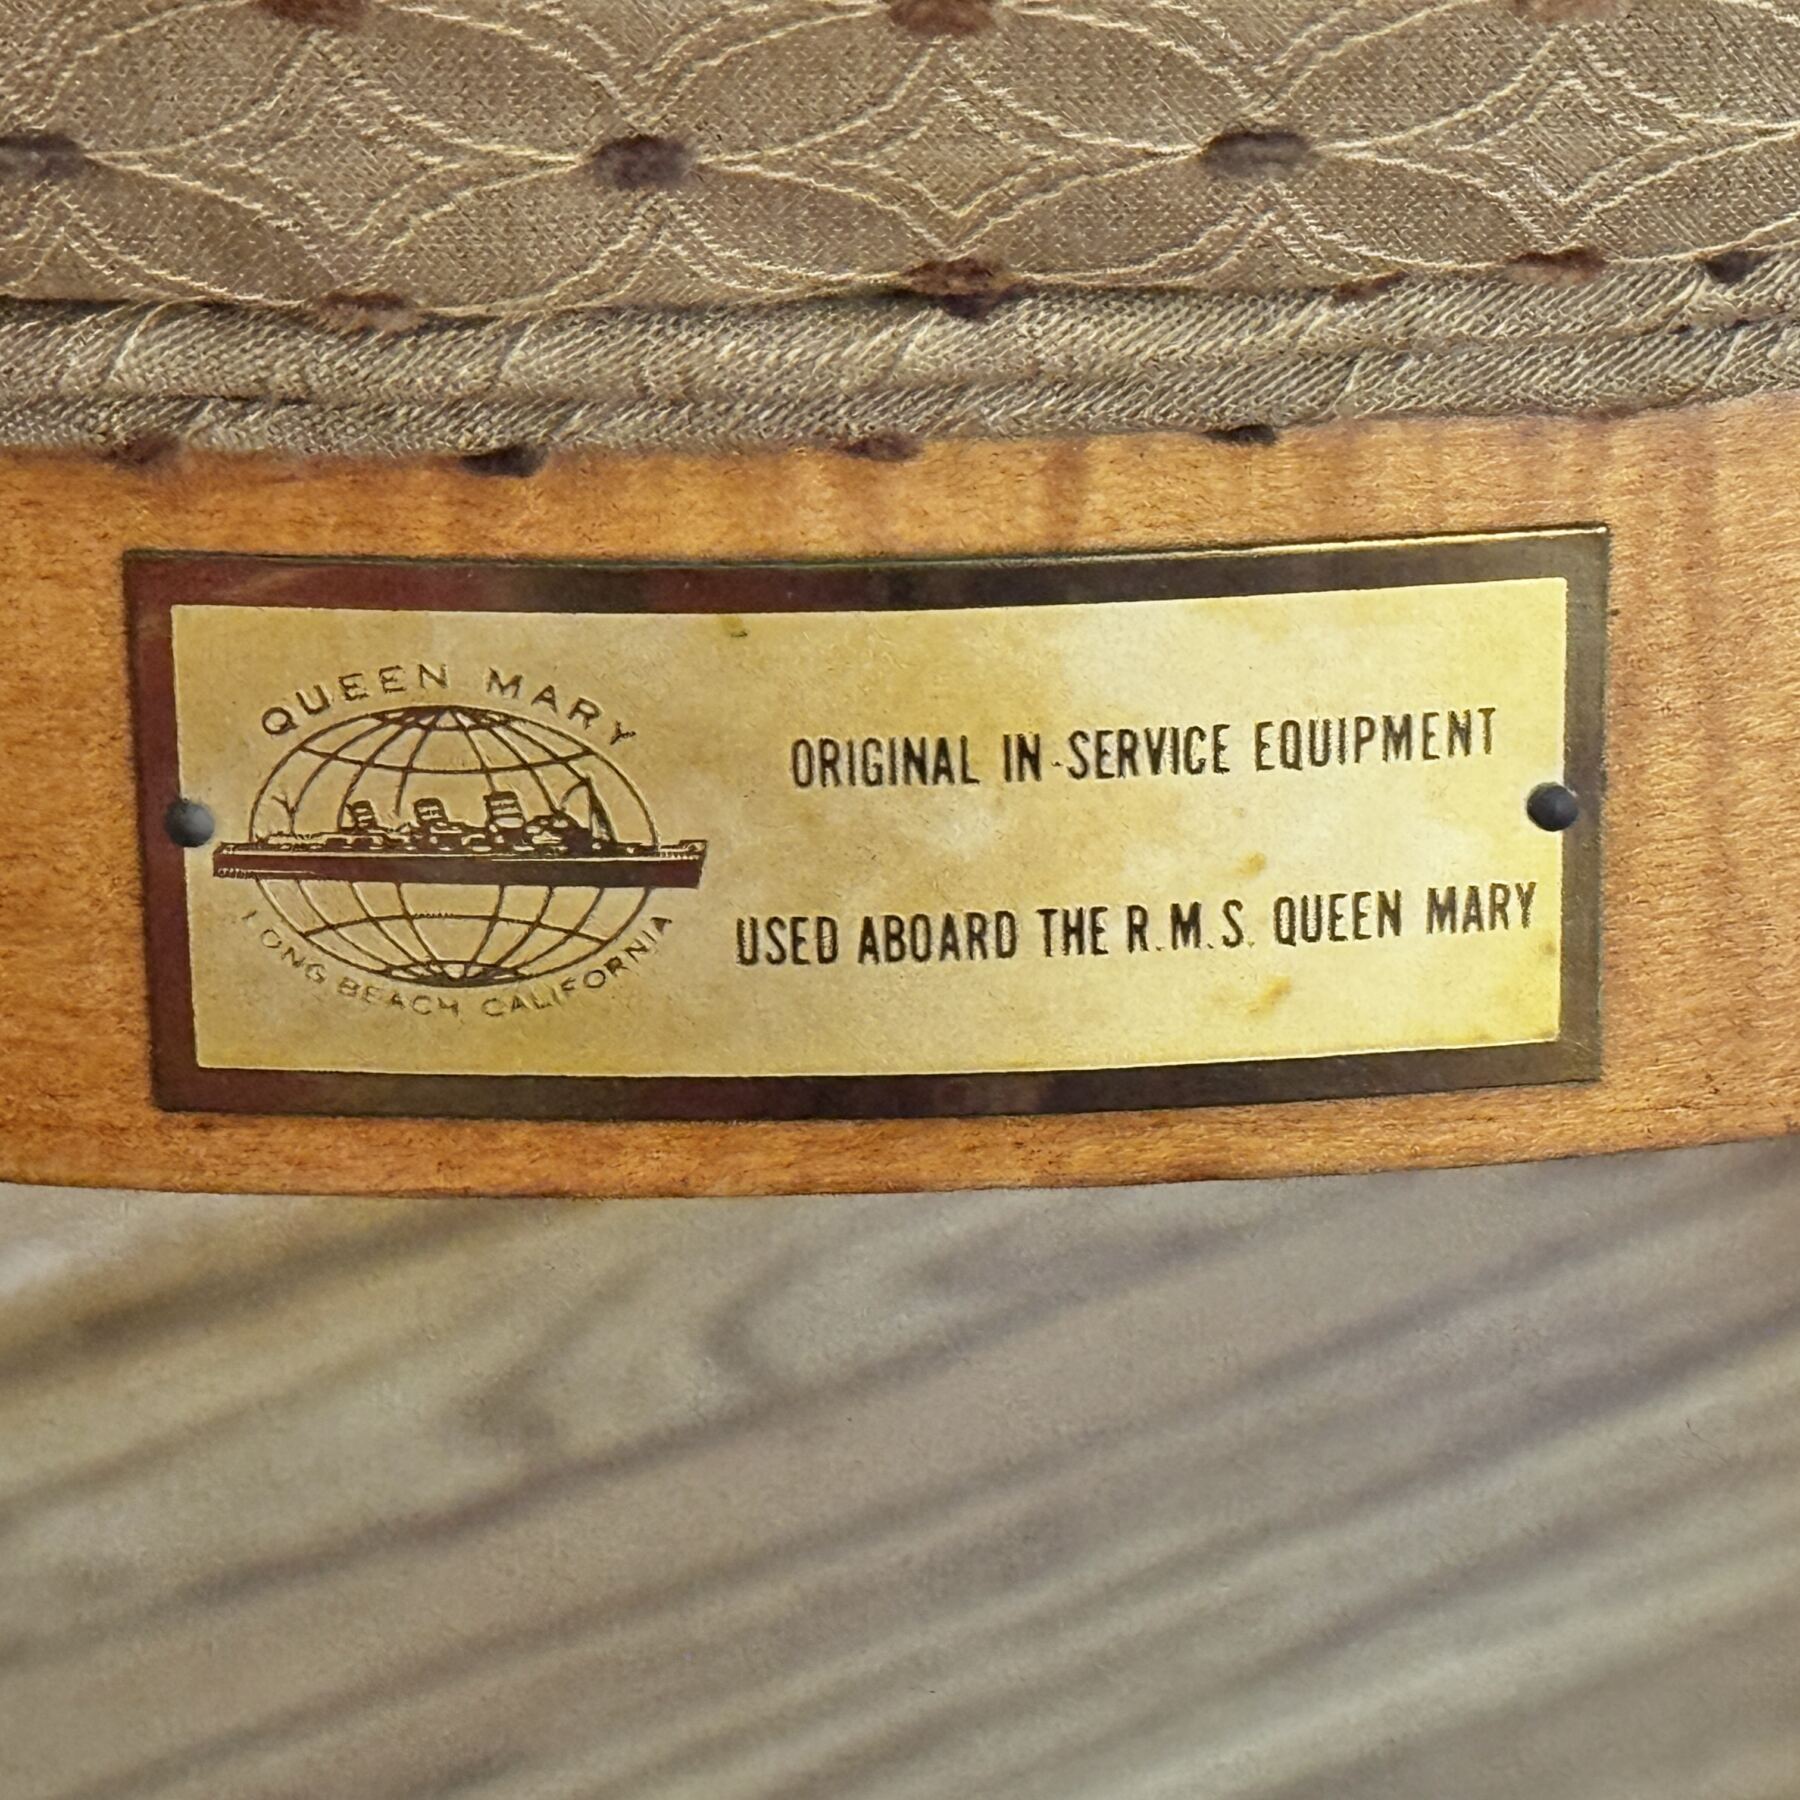 QUEEN MARY
LONG BEACH CALIFORNIA
ORIGINAL IN-SERVICE EQUIPMENT
USED ABOARD THE R.M.S. QUEEN MARY